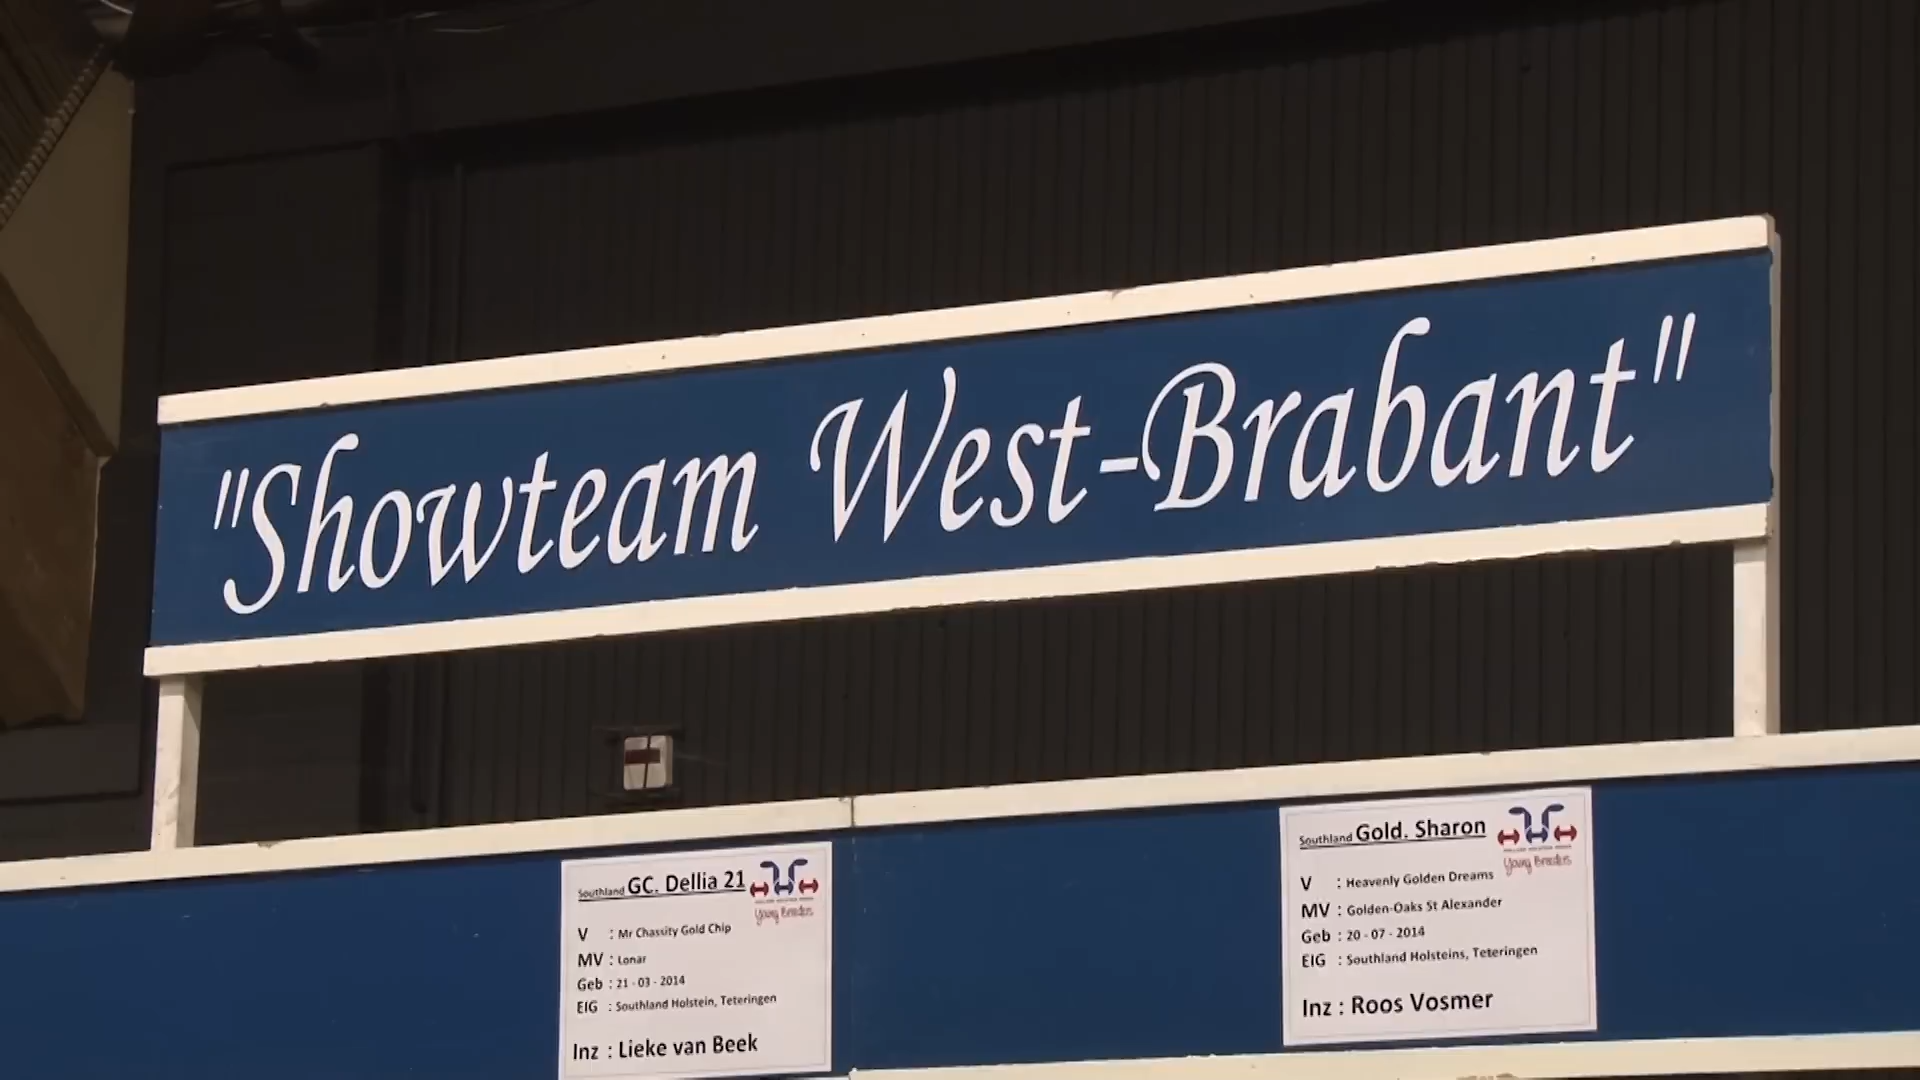 "Showteam West-Brabant"
Southland GC. Dellia 21
Young Breeders
V : Mr Chassity Gold Chip
MV : Lonar
Geb : 21 - 03 - 2014
EIG : Southland Holstein, Teteringen
Inz : Lieke van Beek
Southland Gold. Sharon
Young Breeders
V : Heavenly Golden Dreams
MV : Golden-Oaks St Alexander
Geb : 20 - 07 - 2014
EIG : Southland Holsteins, Teteringen
Inz : Roos Vosmer